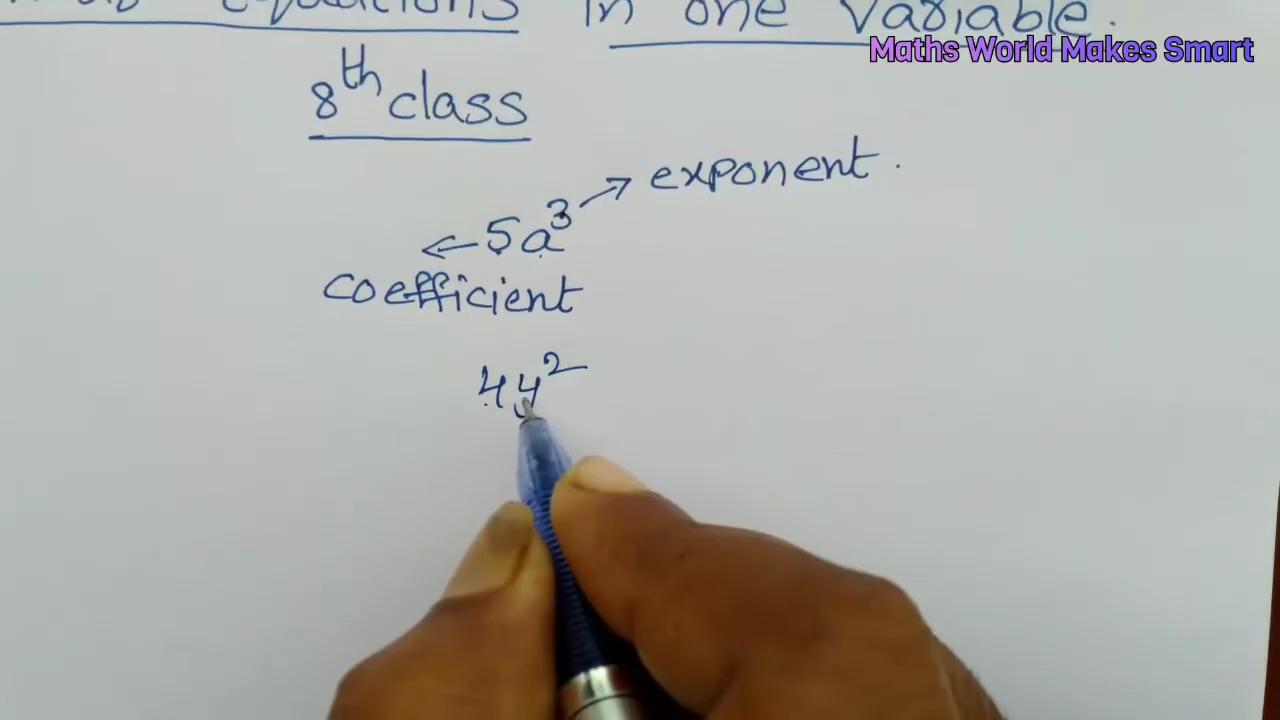 Equations in one variable.
Maths World Makes Smart
8th class
5a³ → exponent.
← coefficient
4y²